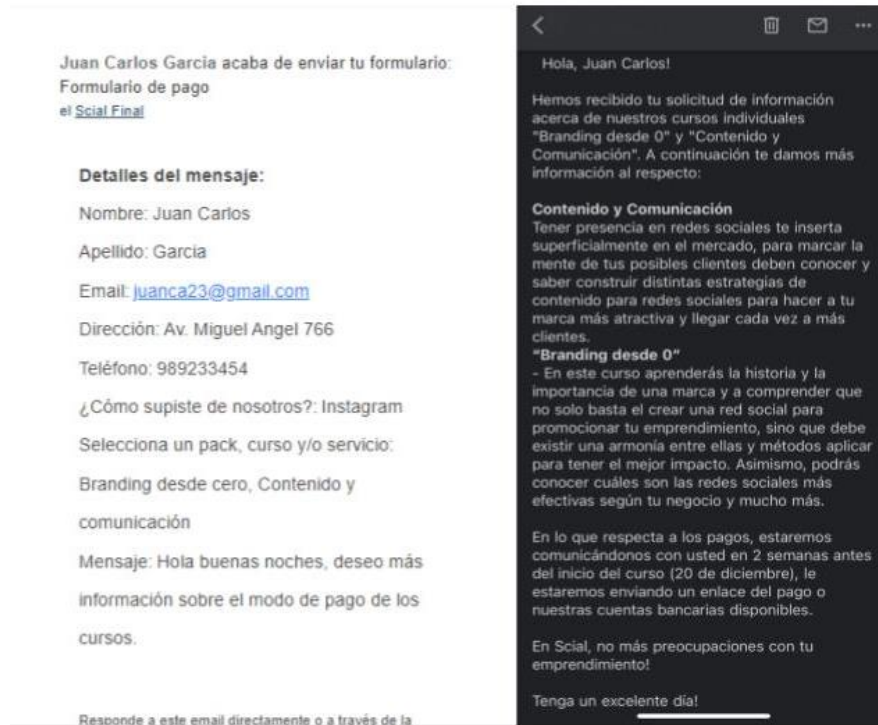 Juan Carlos Garcia acaba de enviar tu formulario:
Formulario de pago
el Scial Final
Detalles del mensaje:
Nombre: Juan Carlos
Apellido: Garcia
Email: juanca23@gmail.com
Dirección: Av. Miguel Angel 766
Teléfono: 989233454
¿Cómo supiste de nosotros?: Instagram
Selecciona un pack, curso y/o servicio:
Branding desde cero, Contenido y
comunicación
Mensaje: Hola buenas noches, deseo más
información sobre el modo de pago de los
cursos.
Responde a este email directamente o a través de la
Hola, Juan Carlos!
Hemos recibido tu solicitud de información
acerca de nuestros cursos individuales
"Branding desde 0" y "Contenido y
Comunicación". A continuación te damos más
información al respecto:
Contenido y Comunicación
Tener presencia en redes sociales te inserta
superficialmente en el mercado, para marcar la
mente de tus posibles clientes deben conocer y
saber construir distintas estrategias de
contenido para redes sociales para hacer a tu
marca más atractiva y llegar cada vez a más
clientes.
"Branding desde 0"
- En este curso aprenderás la historia y la
importancia de una marca y a comprender que
no solo basta el crear una red social para
promocionar tu emprendimiento, sino que debe
existir una armonía entre ellas y métodos aplicar
para tener el mejor impacto. Asimismo, podrás
conocer cuáles son las redes sociales más
efectivas según tu negocio y mucho más.
En lo que respecta a los pagos, estaremos
comunicándonos con usted en 2 semanas antes
del inicio del curso (20 de diciembre), le
estaremos enviando un enlace del pago o
nuestras cuentas bancarias disponibles.
En Scial, no más preocupaciones con tu
emprendimiento!
Tenga un excelente día!